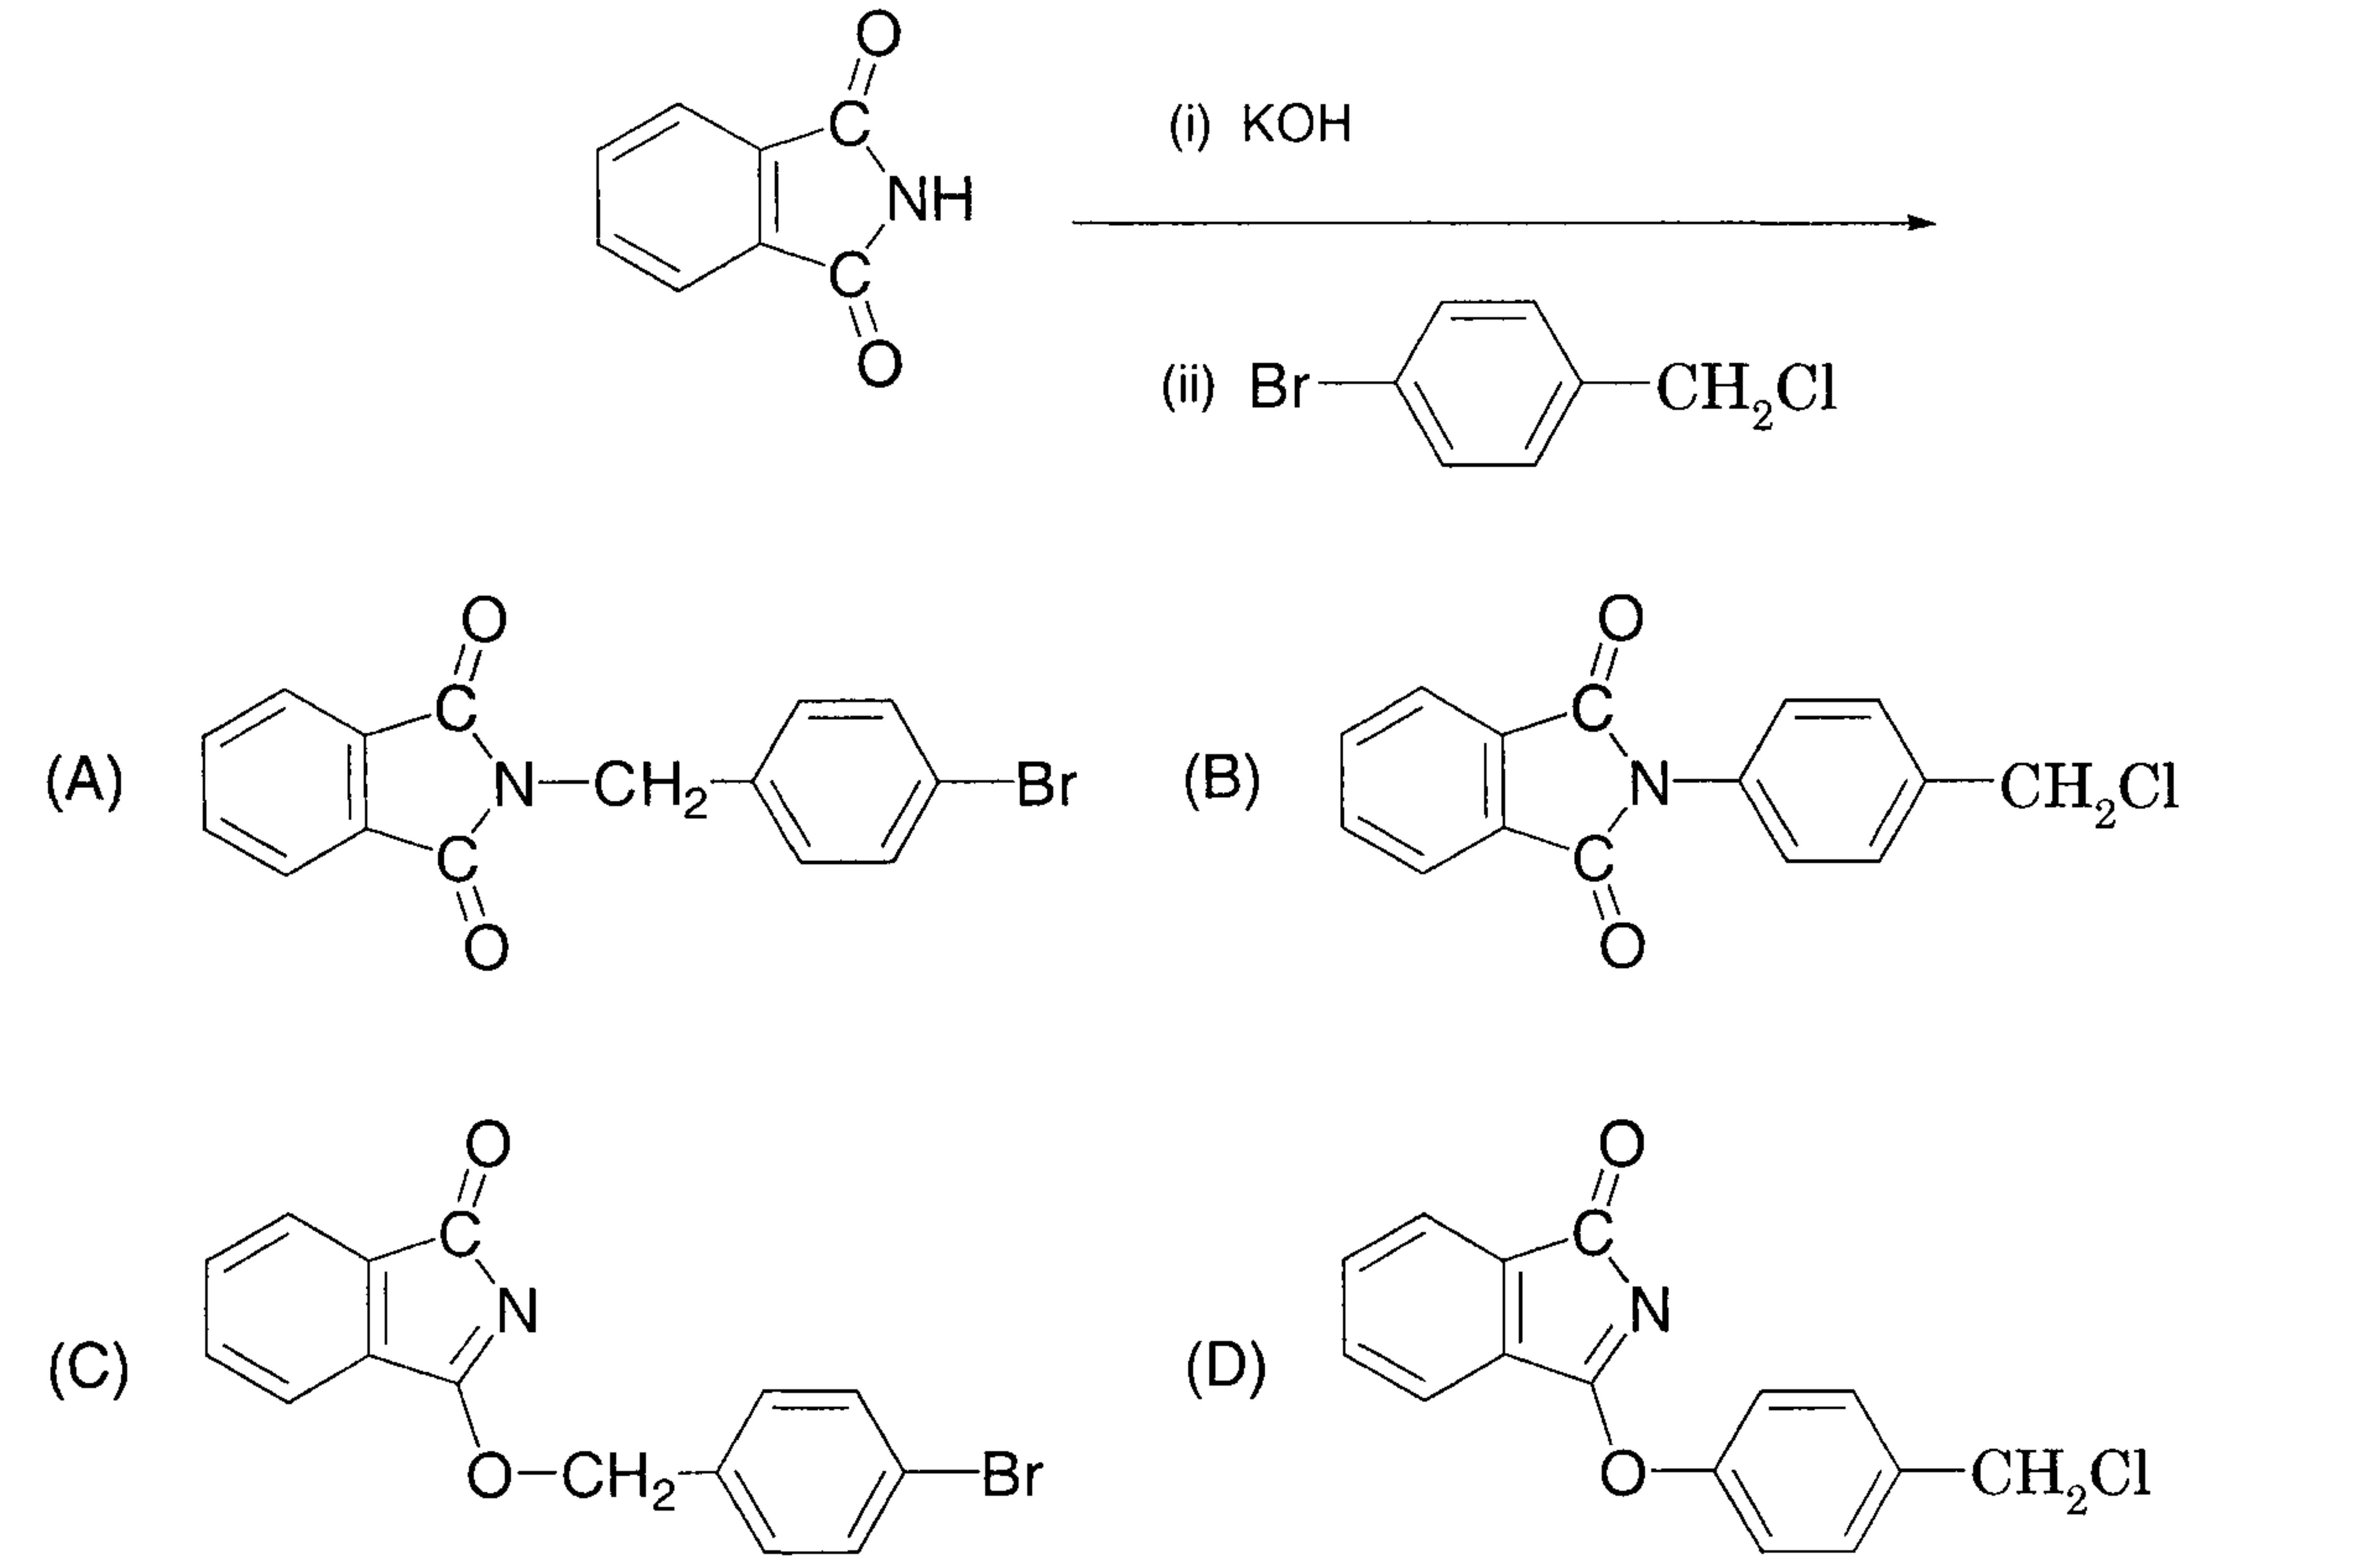 O
C
(i) KOH
NH
C
O
(ii) Br CH₂Cl
O O
C C
(A) N—CH₂ Br (B) N CH₂Cl
C C
O O
O O
C C
N N
(C) (D)
O—CH₂ Br O CH₂Cl